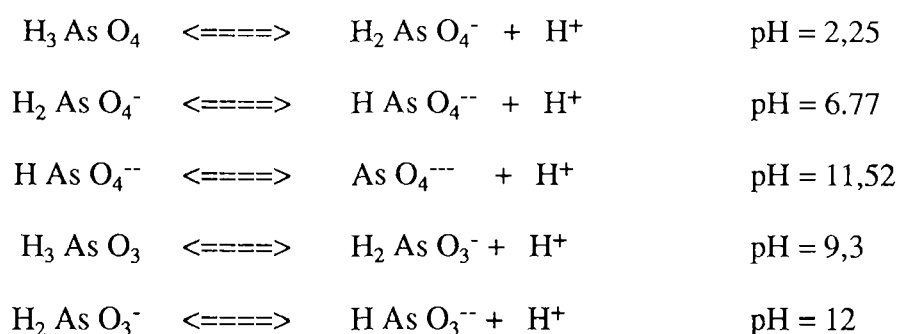 H₃ As O₄ <====> H₂ As O₄⁻ + H⁺ pH = 2,25
H₂ As O₄⁻ <====> H As O₄⁻⁻ + H⁺ pH = 6.77
H As O₄⁻⁻ <====> As O₄⁻⁻⁻ + H⁺ pH = 11,52
H₃ As O₃ <====> H₂ As O₃⁻ + H⁺ pH = 9,3
H₂ As O₃⁻ <====> H As O₃⁻⁻ + H⁺ pH = 12